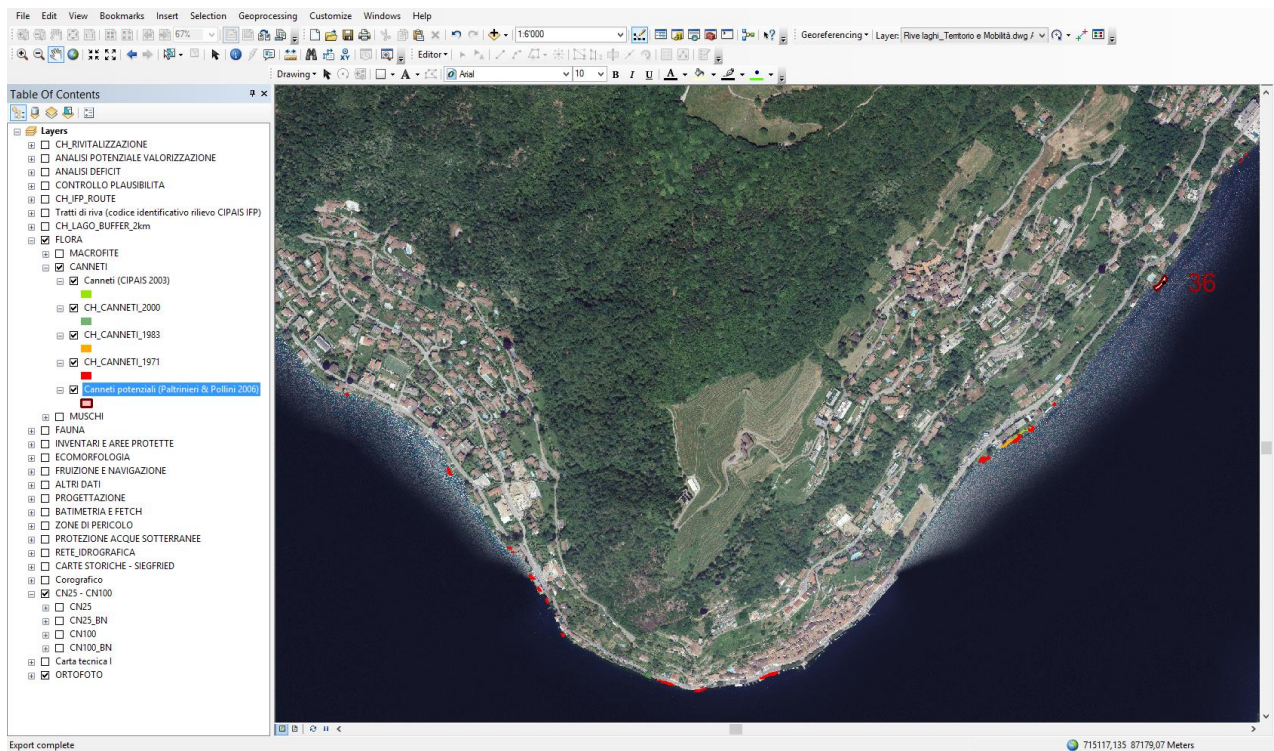 File Edit View Bookmarks Insert Selection Geoprocessing Customize Windows Help
67% 1:6'000 Georeferencing Layer: Rive laghi_Territorio e Mobilità.dwg
Editor
Drawing A Arial 10 B I U A
Table Of Contents
Layers
CH_RIVITALIZZAZIONE
ANALISI POTENZIALE VALORIZZAZIONE
ANALISI DEFICIT
CONTROLLO PLAUSIBILITA
CH_IFP_ROUTE
Tratti di riva (codice identificativo rilievo CIPAIS IFP)
CH_LAGO_BUFFER_2km
FLORA
MACROFITE
CANNETI
Canneti (CIPAIS 2003)
CH_CANNETI_2000
CH_CANNETI_1983
CH_CANNETI_1971
Canneti potenziali (Paltrinieri & Pollini 2006)
MUSCHI
FAUNA
INVENTARI E AREE PROTETTE
ECOMORFOLOGIA
FRUIZIONE E NAVIGAZIONE
ALTRI DATI
PROGETTAZIONE
BATIMETRIA E FETCH
ZONE DI PERICOLO
PROTEZIONE ACQUE SOTTERRANEE
RETE_IDROGRAFICA
CARTE STORICHE - SIEGFRIED
Corografico
CN25 - CN100
CN25
CN25_BN
CN100
CN100_BN
Carta tecnica I
ORTOFOTO
36
Export complete
715117,135 87179,07 Meters